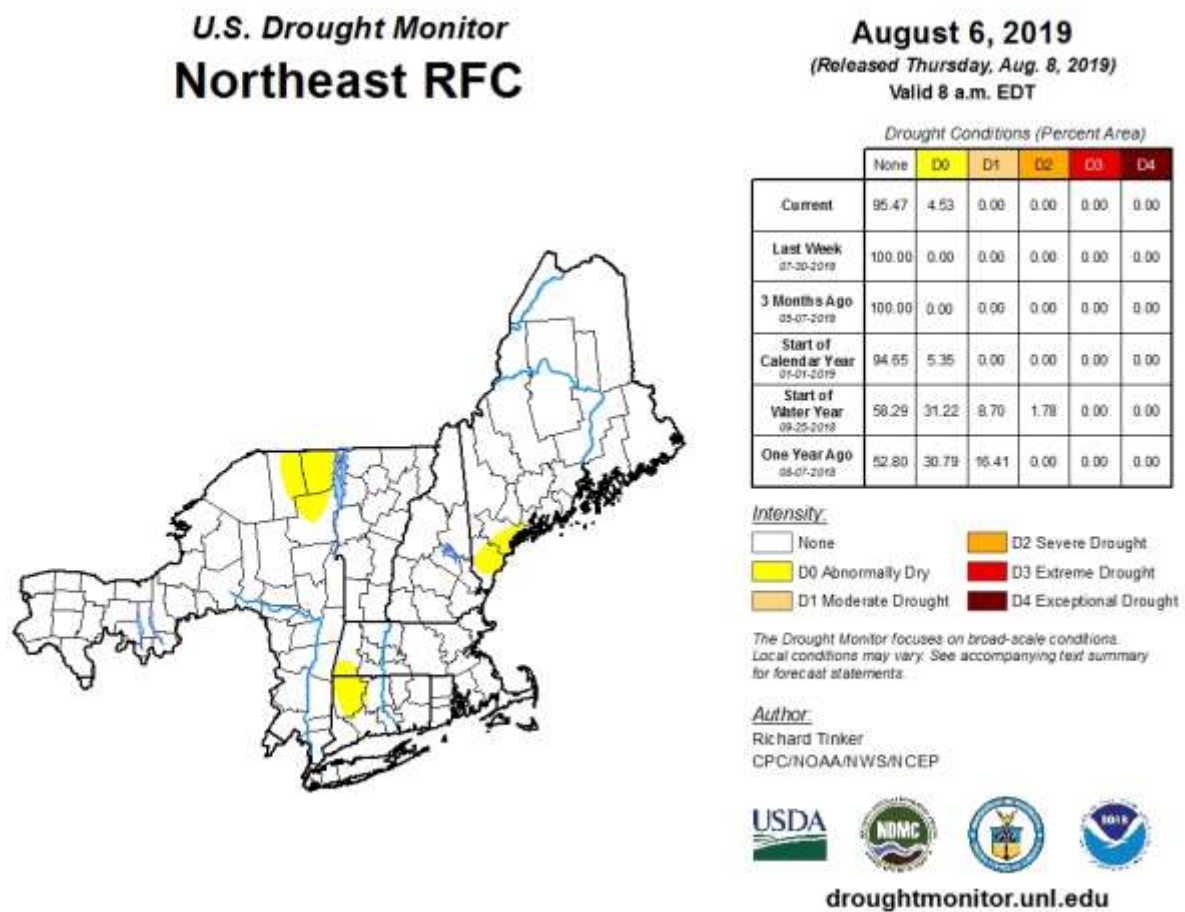 U.S. Drought Monitor
Northeast RFC
August 6, 2019
(Released Thursday, Aug. 8, 2019)
Valid 8 a.m. EDT
Drought Conditions (Percent Area)
None D0 D1 D2 D3 D4
Current 95.47 4.53 0.00 0.00 0.00 0.00
Last Week 07-30-2019 100.00 0.00 0.00 0.00 0.00 0.00
3 Months Ago 05-07-2019 100.00 0.00 0.00 0.00 0.00 0.00
Start of Calendar Year 01-01-2019 94.65 5.35 0.00 0.00 0.00 0.00
Start of Water Year 09-25-2018 58.29 31.22 8.70 1.78 0.00 0.00
One Year Ago 08-07-2018 52.80 30.79 16.41 0.00 0.00 0.00
Intensity:
None
D0 Abnormally Dry
D1 Moderate Drought
D2 Severe Drought
D3 Extreme Drought
D4 Exceptional Drought
The Drought Monitor focuses on broad-scale conditions.
Local conditions may vary. See accompanying text summary
for forecast statements.
Author:
Richard Tinker
CPC/NOAA/NWS/NCEP
USDA
NDMC
NOAA
droughtmonitor.unl.edu